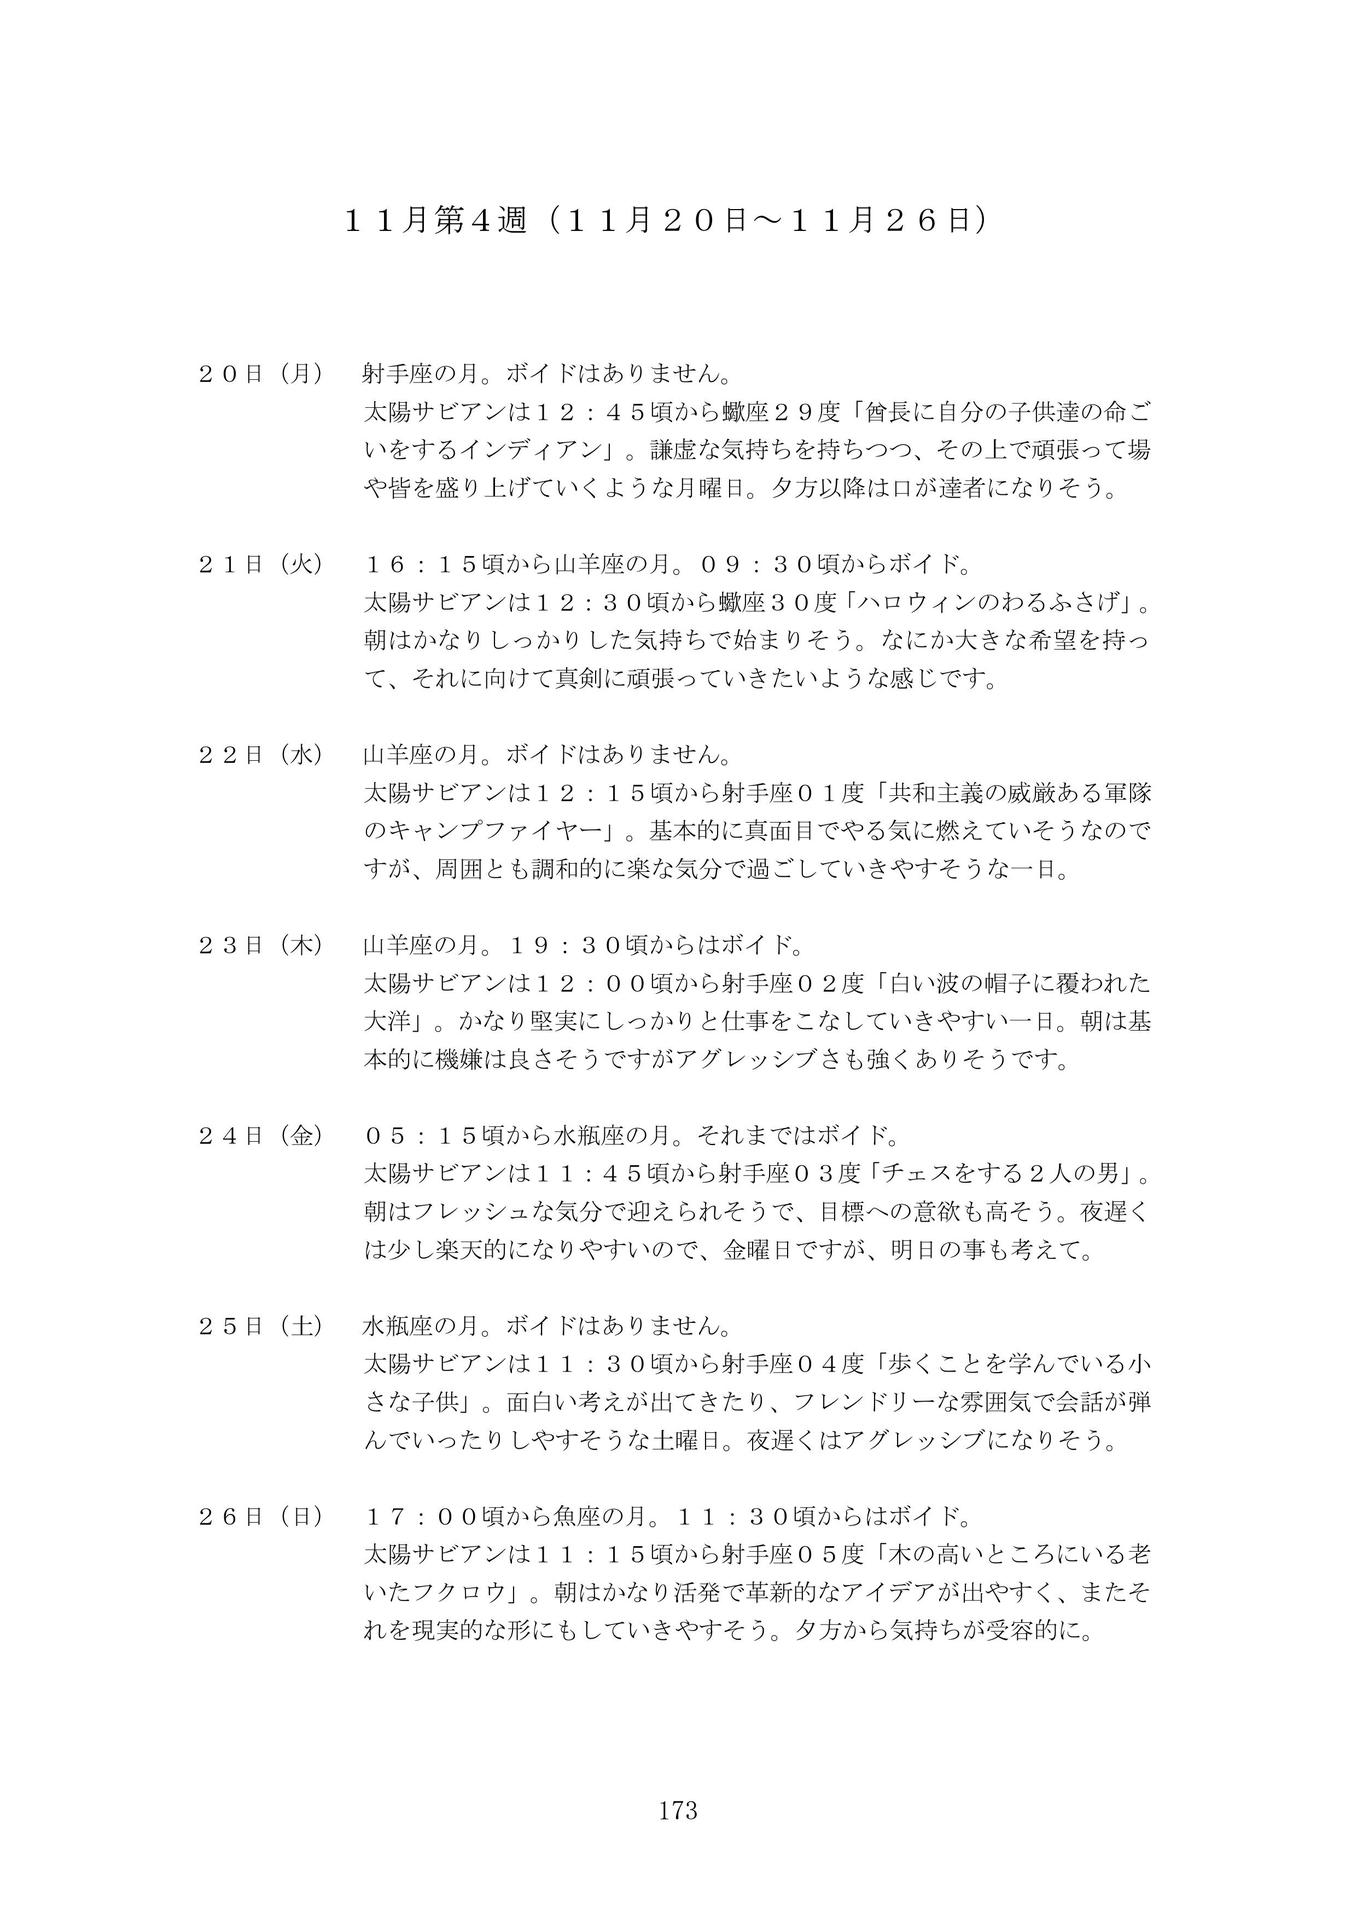 １１月第４週（１１月２０日～１１月２６日）
２０日（月）　射手座の月。ボイドはありません。
太陽サビアンは１２：４５頃から蠍座２９度「酋長に自分の子供達の命ご
いをするインディアン」。謙虚な気持ちを持ちつつ、その上で頑張って場
や皆を盛り上げていくような月曜日。夕方以降は口が達者になりそう。
２１日（火）　１６：１５頃から山羊座の月。０９：３０頃からボイド。
太陽サビアンは１２：３０頃から蠍座３０度「ハロウィンのわるふさげ」。
朝はかなりしっかりした気持ちで始まりそう。なにか大きな希望を持っ
て、それに向けて真剣に頑張っていきたいような感じです。
２２日（水）　山羊座の月。ボイドはありません。
太陽サビアンは１２：１５頃から射手座０１度「共和主義の威厳ある軍隊
のキャンプファイヤー」。基本的に真面目でやる気に燃えていそうなので
すが、周囲とも調和的に楽な気分で過ごしていきやすそうな一日。
２３日（木）　山羊座の月。１９：３０頃からはボイド。
太陽サビアンは１２：００頃から射手座０２度「白い波の帽子に覆われた
大洋」。かなり堅実にしっかりと仕事をこなしていきやすい一日。朝は基
本的に機嫌は良さそうですがアグレッシブさも強くありそうです。
２４日（金）　０５：１５頃から水瓶座の月。それまではボイド。
太陽サビアンは１１：４５頃から射手座０３度「チェスをする２人の男」。
朝はフレッシュな気分で迎えられそうで、目標への意欲も高そう。夜遅く
は少し楽天的になりやすいので、金曜日ですが、明日の事も考えて。
２５日（土）　水瓶座の月。ボイドはありません。
太陽サビアンは１１：３０頃から射手座０４度「歩くことを学んでいる小
さな子供」。面白い考えが出てきたり、フレンドリーな雰囲気で会話が弾
んでいったりしやすそうな土曜日。夜遅くはアグレッシブになりそう。
２６日（日）　１７：００頃から魚座の月。１１：３０頃からはボイド。
太陽サビアンは１１：１５頃から射手座０５度「木の高いところにいる老
いたフクロウ」。朝はかなり活発で革新的なアイデアが出やすく、またそ
れを現実的な形にもしていきやすそう。夕方から気持ちが受容的に。
173